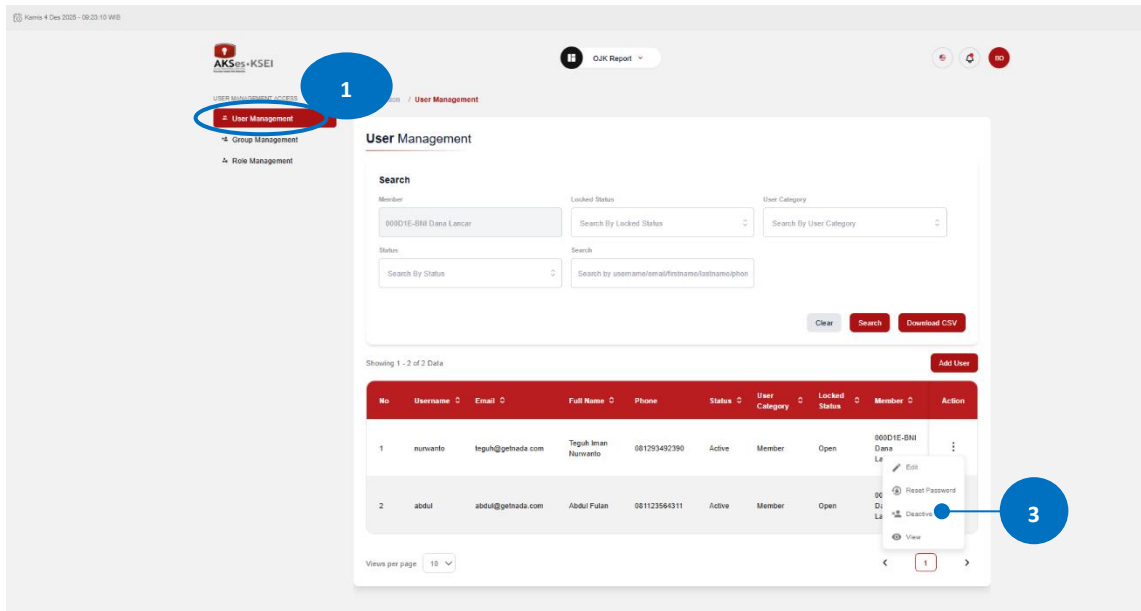 Kamis 4 Des 2025 - 09:23:10 WIB
AKSes-KSEI
OJK Report
BD
USER MANAGEMENT ACCESS
1
/ User Management
User Management
Group Management
Role Management
User Management
Search
Member
Locked Status
User Category
000D1E-BNI Dana Lancar
Search By Locked Status
Search By User Category
Status
Search
Search By Status
Search by username/email/firstname/lastname/phon
Clear
Search
Download CSV
Showing 1 - 2 of 2 Data
Add User
No Username Email Full Name Phone Status User Category Locked Status Member Action
1 nurwanto teguh@getnada.com Teguh Iman Nurwanto 081293492390 Active Member Open 000D1E-BNI Dana La
Edit
Reset Password
2 abdul abdul@getnada.com Abdul Fulan 081123564311 Active Member Open 00 Da La
Deactive
3
View
Views per page 10
1